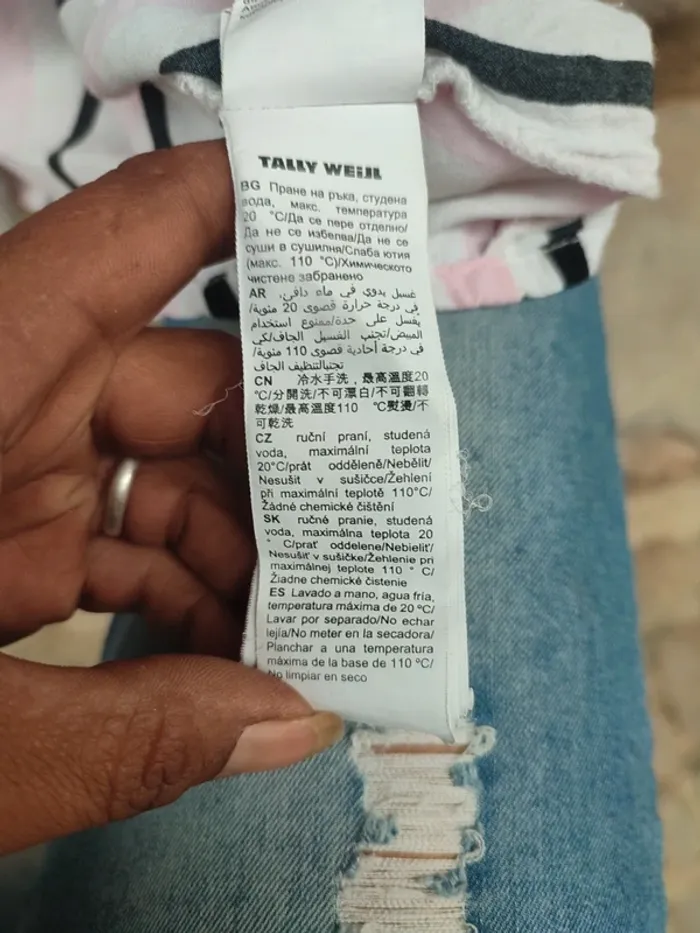 TALLY WEiJL
BG Пране на ръка, студена
вода, макс. температура
20 °C/Да се пере отделно/
Да не се избелва/Да не се
суши в сушилня/Слаба ютия
(макс. 110 °C)/Химическото
чистене забранено
AR غسيل يدوي في ماء دافئ،
في درجة حرارة قصوى 20 مئوية/
يغسل على حدة/ممنوع استخدام
المبيض/تجنب الغسيل الجاف/كي
في درجة أحادية قصوى 110 مئوية/
تجنبالتنظيف الجاف
CN 冷水手洗，最高溫度20
℃/分開洗/不可漂白/不可翻轉
乾燥/最高溫度110 ℃熨燙/不
可乾洗
CZ ruční praní, studená
voda, maximální teplota
20°C/prát odděleně/Nebělit/
Nesušit v sušičce/Žehlení
při maximální teplotě 110°C/
Žádné chemické čištění
SK ručné pranie, studená
voda, maximálna teplota 20
° C/prať oddelene/Nebieliť/
Nesušiť v sušičke/Žehlenie pri
maximálnej teplote 110 ° C/
Žiadne chemické čistenie
ES Lavado a mano, agua fría,
temperatura máxima de 20 ºC/
Lavar por separado/No echar
lejía/No meter en la secadora/
Planchar a una temperatura
máxima de la base de 110 ºC/
No limpiar en seco